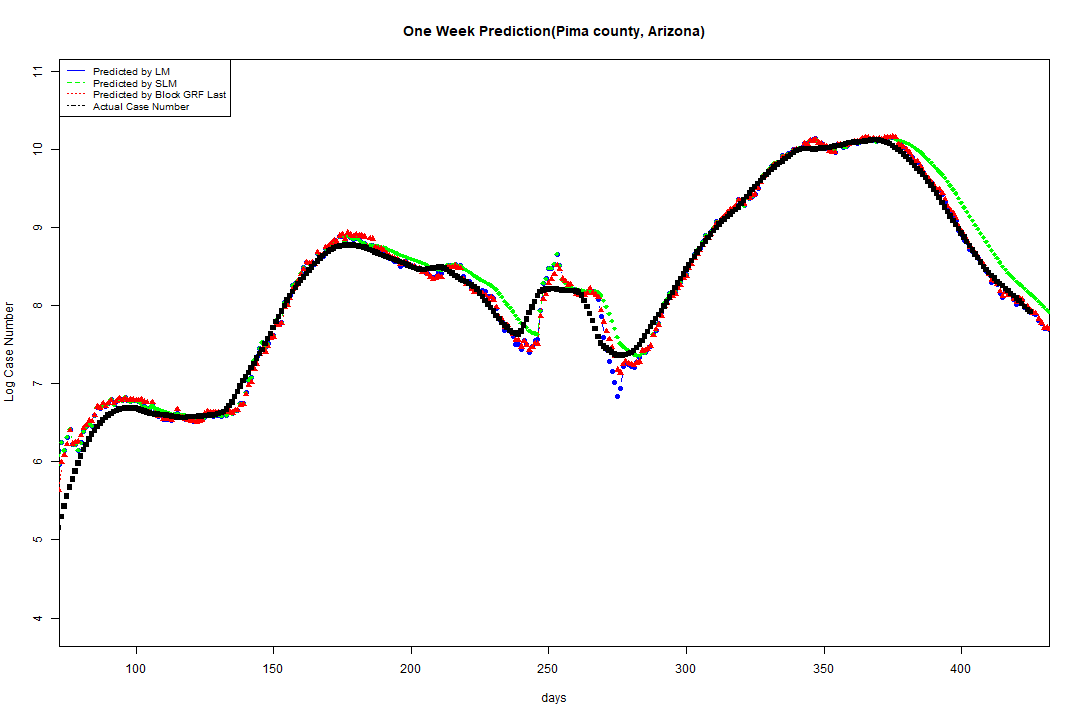 One Week Prediction(Pima county, Arizona)
Predicted by LM
Predicted by SLM
Predicted by Block GRF Last
Actual Case Number
Log Case Number
11
10
9
8
7
6
5
4
100 150 200 250 300 350 400
days